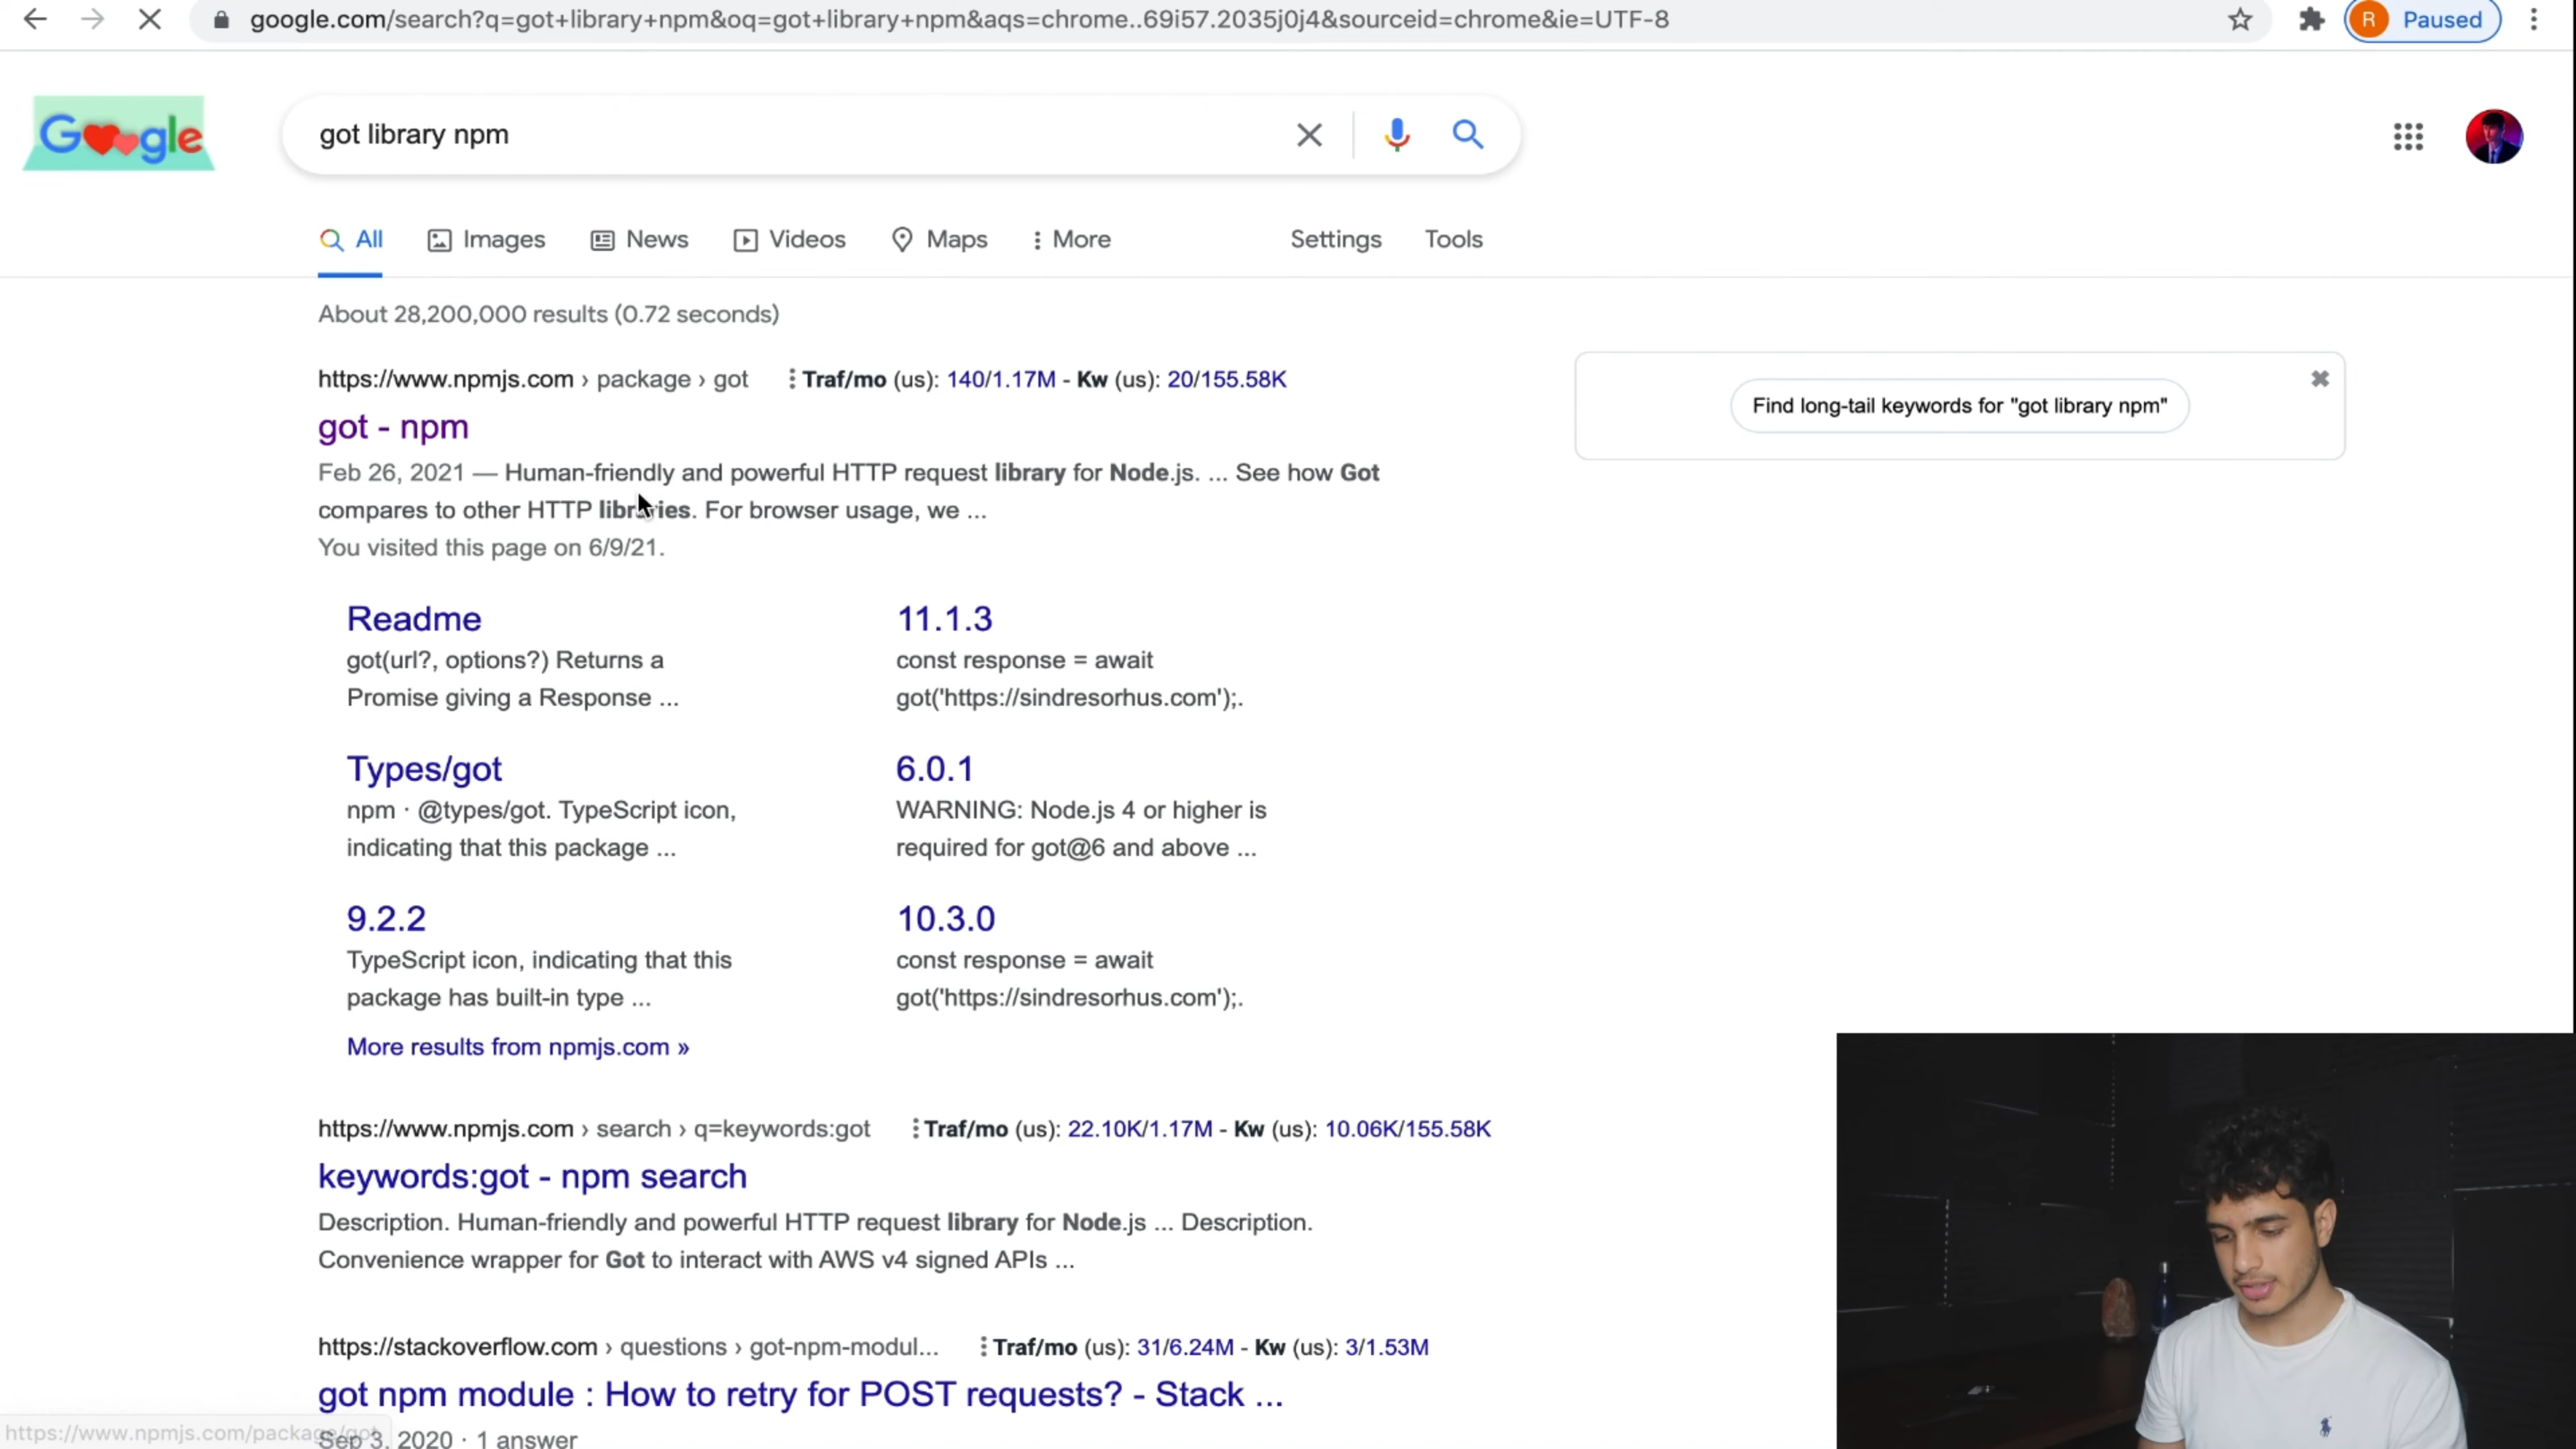 google.com/search?q=got+library+npm&oq=got+library+npm&aqs=chrome..69i57.2035j0j4&sourceid=chrome&ie=UTF-8
R Paused
Google
got library npm
All Images News Videos Maps More Settings Tools
About 28,200,000 results (0.72 seconds)
https://www.npmjs.com › package › got Traf/mo (us): 140/1.17M - Kw (us): 20/155.58K
got - npm
Feb 26, 2021 — Human-friendly and powerful HTTP request library for Node.js. ... See how Got
compares to other HTTP libraries. For browser usage, we ...
You visited this page on 6/9/21.
Find long-tail keywords for "got library npm"
Readme
got(url?, options?) Returns a
Promise giving a Response ...
11.1.3
const response = await
got('https://sindresorhus.com');.
Types/got
npm · @types/got. TypeScript icon,
indicating that this package ...
6.0.1
WARNING: Node.js 4 or higher is
required for got@6 and above ...
9.2.2
TypeScript icon, indicating that this
package has built-in type ...
10.3.0
const response = await
got('https://sindresorhus.com');.
More results from npmjs.com »
https://www.npmjs.com › search › q=keywords:got Traf/mo (us): 22.10K/1.17M - Kw (us): 10.06K/155.58K
keywords:got - npm search
Description. Human-friendly and powerful HTTP request library for Node.js ... Description.
Convenience wrapper for Got to interact with AWS v4 signed APIs ...
https://stackoverflow.com › questions › got-npm-modul... Traf/mo (us): 31/6.24M - Kw (us): 3/1.53M
got npm module : How to retry for POST requests? - Stack ...
Sep 3, 2020 · 1 answer
https://www.npmjs.com/package/got